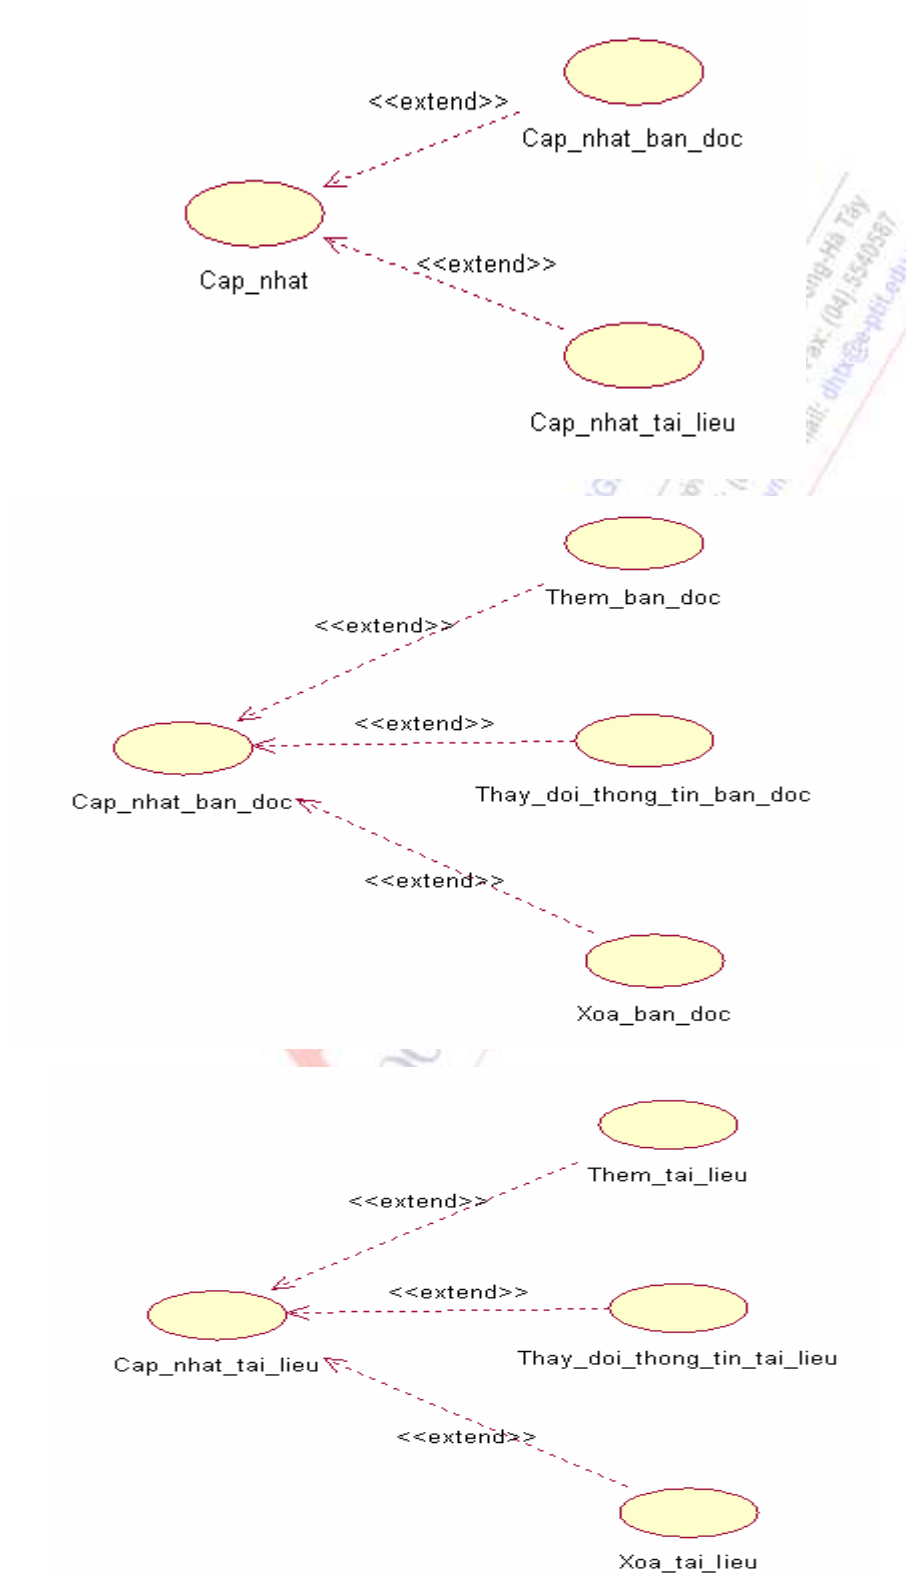 <<extend>>
Cap_nhat_ban_doc
Cap_nhat
<<extend>>
Cap_nhat_tai_lieu
Them_ban_doc
<<extend>>
<<extend>>
Cap_nhat_ban_doc
Thay_doi_thong_tin_ban_doc
<<extend>>
Xoa_ban_doc
Them_tai_lieu
<<extend>>
<<extend>>
Cap_nhat_tai_lieu
Thay_doi_thong_tin_tai_lieu
<<extend>>
Xoa_tai_lieu